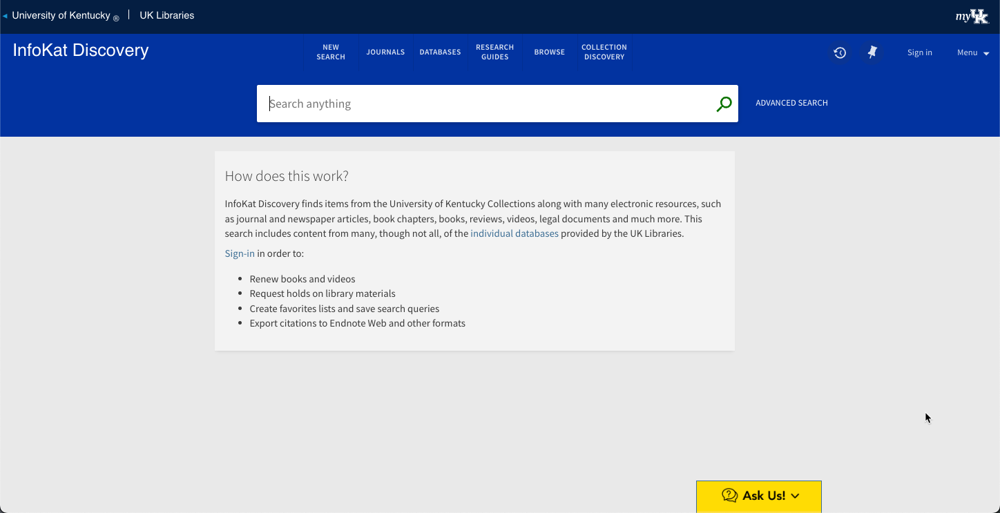 University of Kentucky ® | UK Libraries
myUK
InfoKat Discovery
NEW SEARCH
JOURNALS
DATABASES
RESEARCH GUIDES
BROWSE
COLLECTION DISCOVERY
Sign in
Menu
Search anything
ADVANCED SEARCH
How does this work?
InfoKat Discovery finds items from the University of Kentucky Collections along with many electronic resources, such
as journal and newspaper articles, book chapters, books, reviews, videos, legal documents and much more. This
search includes content from many, though not all, of the individual databases provided by the UK Libraries.
Sign-in in order to:
• Renew books and videos
• Request holds on library materials
• Create favorites lists and save search queries
• Export citations to Endnote Web and other formats
Ask Us!